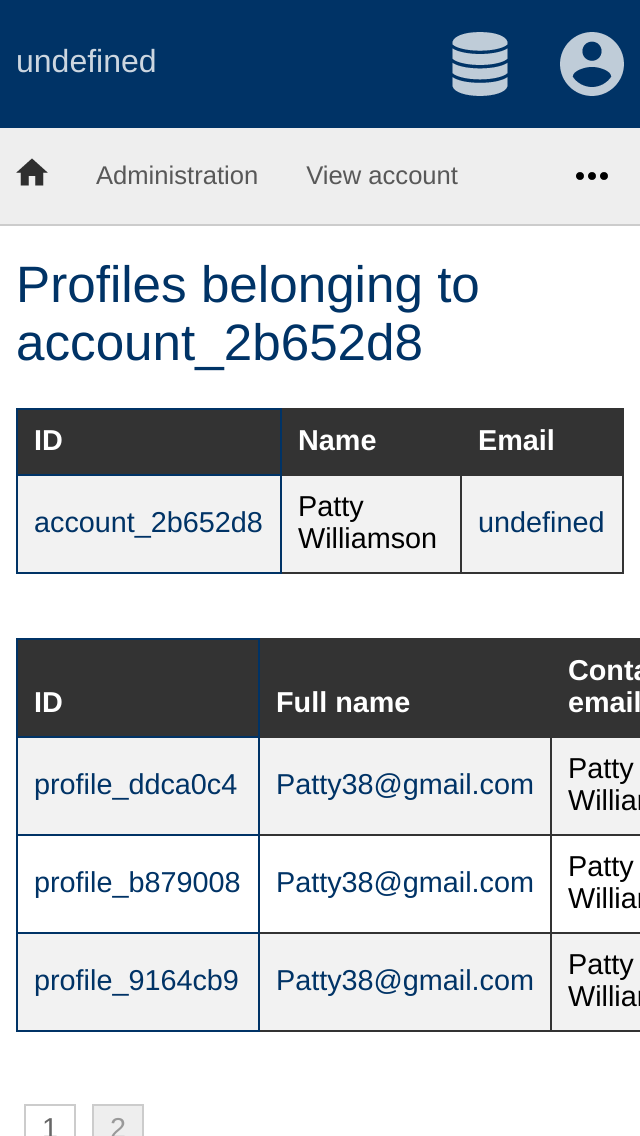 undefined
Administration View account
Profiles belonging to
account_2b652d8
ID Name Email
account_2b652d8 Patty Williamson undefined
ID Full name Conta email
profile_ddca0c4 Patty38@gmail.com Patty Willian
profile_b879008 Patty38@gmail.com Patty Willian
profile_9164cb9 Patty38@gmail.com Patty Willian
1 2